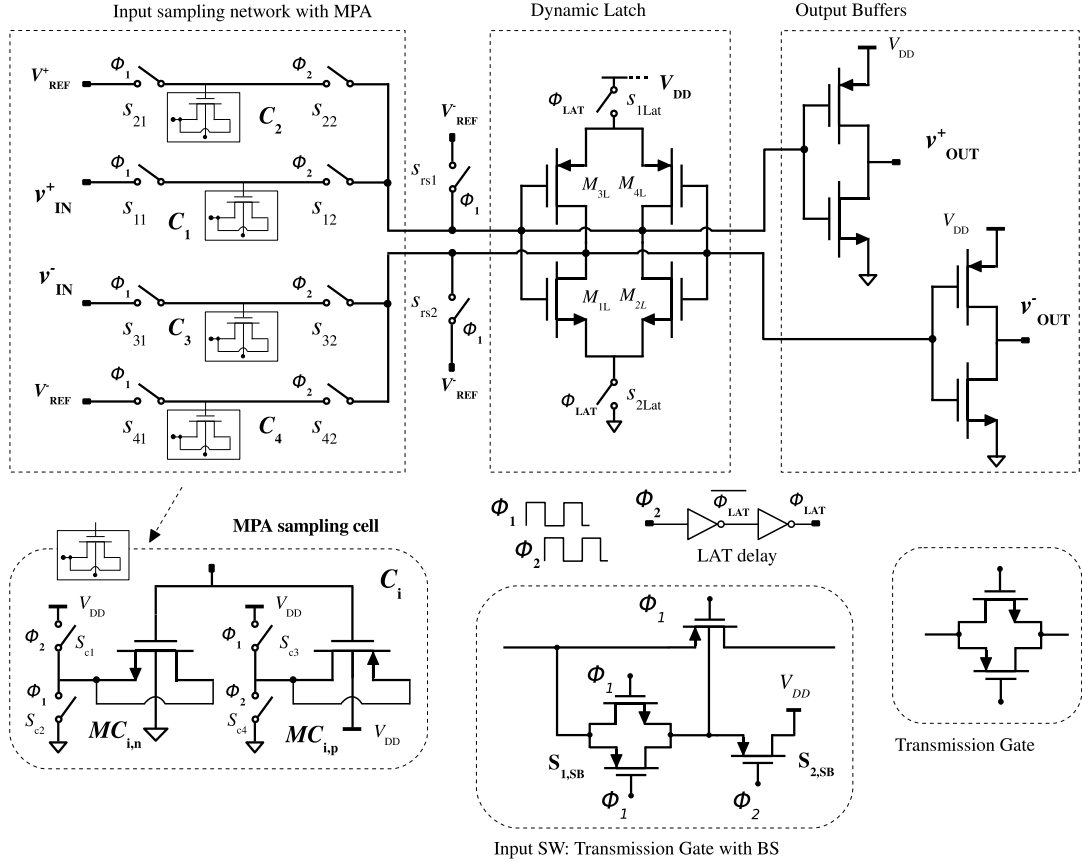 Input sampling network with MPA
Dynamic Latch
Output Buffers
V⁺REF Φ1 S21 C2 Φ2 S22
v⁺IN Φ1 S11 C1 Φ2 S12
v⁻IN Φ1 S31 C3 Φ2 S32
V⁻REF Φ1 S41 C4 Φ2 S42
V⁻REF
Srs1
Φ1
Srs2
Φ1
V⁻REF
VDD
ΦLAT S1Lat
M3L M4L
M1L M2L
ΦLAT S2Lat
VDD
v⁺OUT
VDD
v⁻OUT
MPA sampling cell
Ci
VDD VDD
Φ2 Sc1 Φ1 Sc3
Φ1 Sc2 Φ2 Sc4
MCi,n MCi,p VDD
Φ1
Φ2
Φ2 Φ̅LAT ΦLAT
LAT delay
Φ1
Φ1
VDD
S1,SB S2,SB
Φ1 Φ2
Input SW: Transmission Gate with BS
Transmission Gate